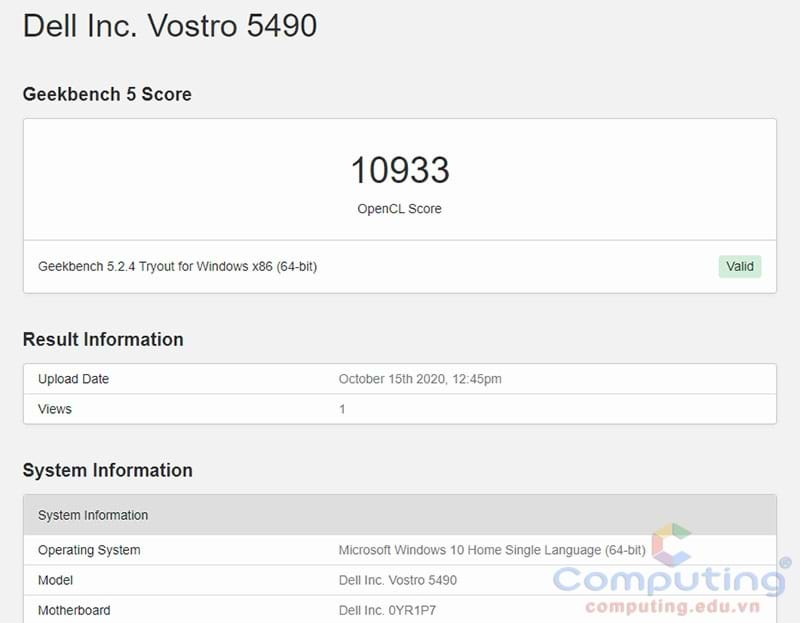 Dell Inc. Vostro 5490
Geekbench 5 Score
10933
OpenCL Score
Geekbench 5.2.4 Tryout for Windows x86 (64-bit) Valid
Result Information
Upload Date October 15th 2020, 12:45pm
Views 1
System Information
System Information
Operating System Microsoft Windows 10 Home Single Language (64-bit)
Model Dell Inc. Vostro 5490
Motherboard Dell Inc. 0YR1P7
Computing®
computing.edu.vn